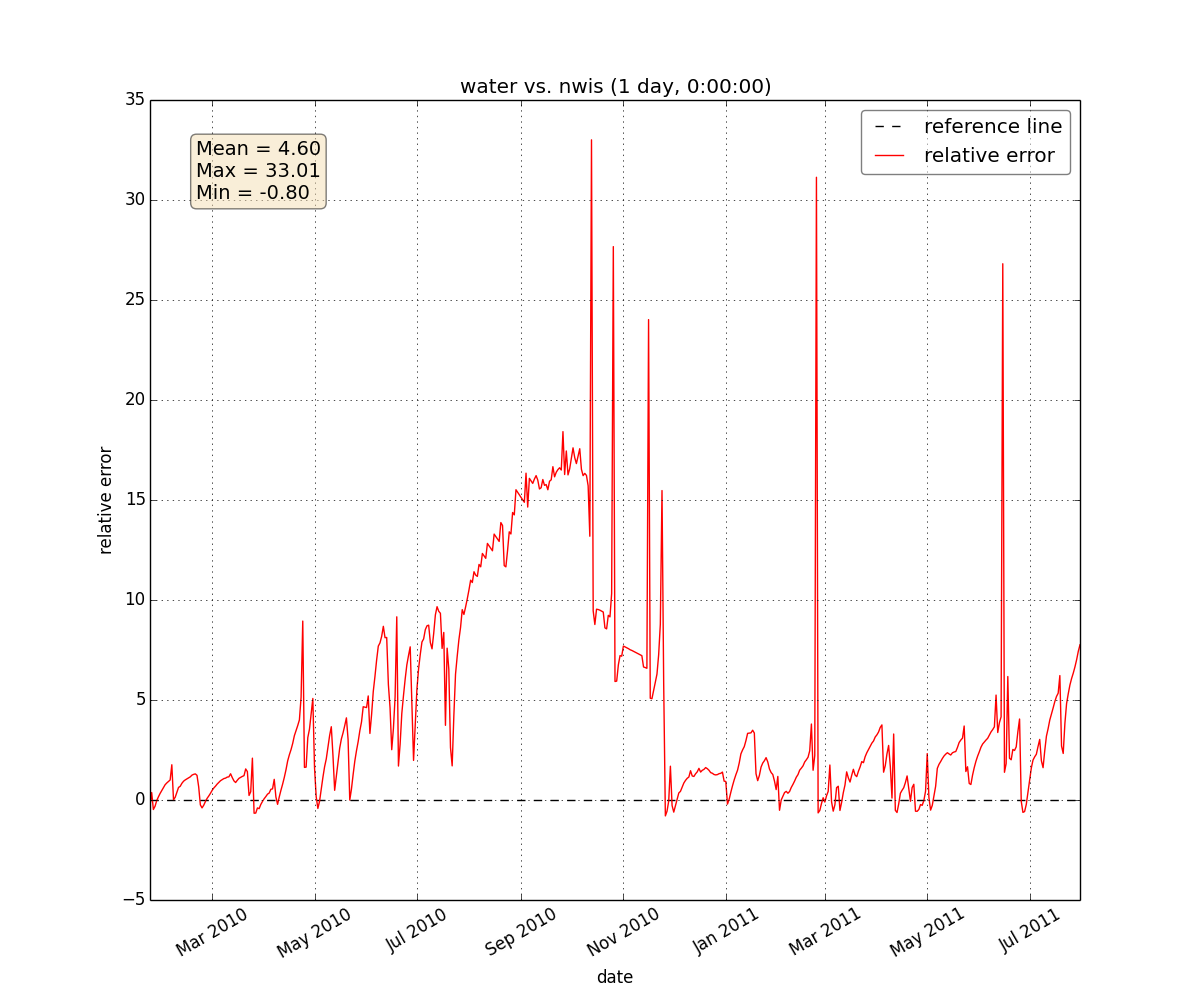 water vs. nwis (1 day, 0:00:00)
Mean = 4.60
Max = 33.01
Min = -0.80
reference line
relative error
35
30
25
20
15
10
5
0
−5
relative error
Mar 2010
May 2010
Jul 2010
Sep 2010
Nov 2010
Jan 2011
Mar 2011
May 2011
Jul 2011
date